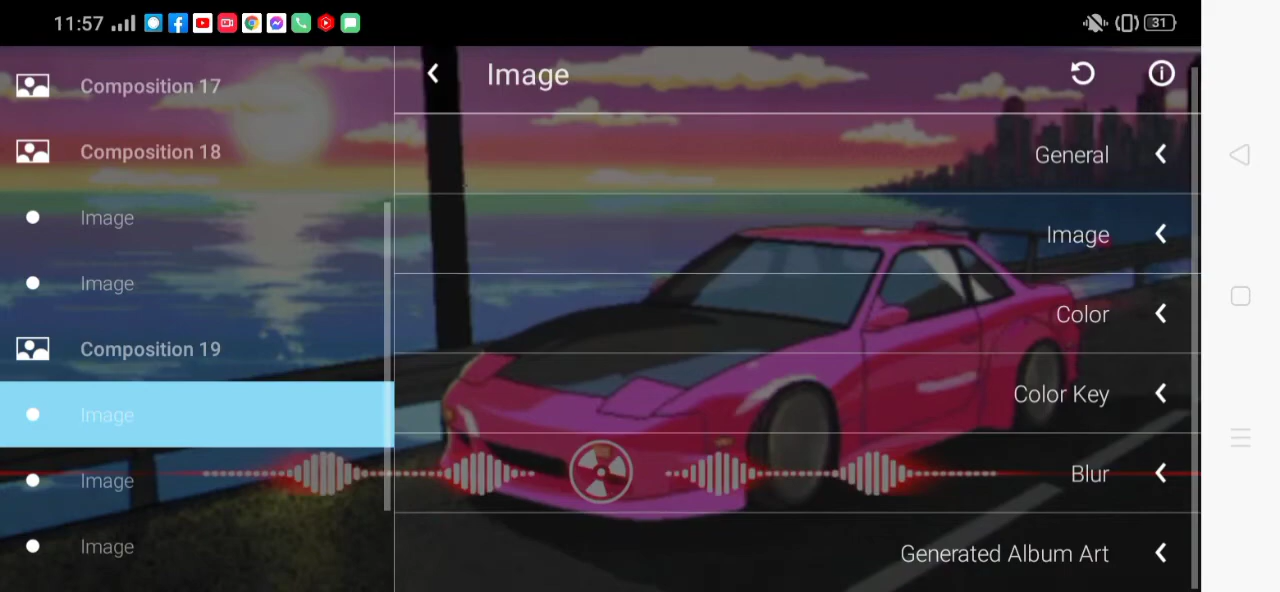 11:57
31
Composition 17
Composition 18
Image
Image
Composition 19
Image
Image
Image
Image
General
Image
Color
Color Key
Blur
Generated Album Art